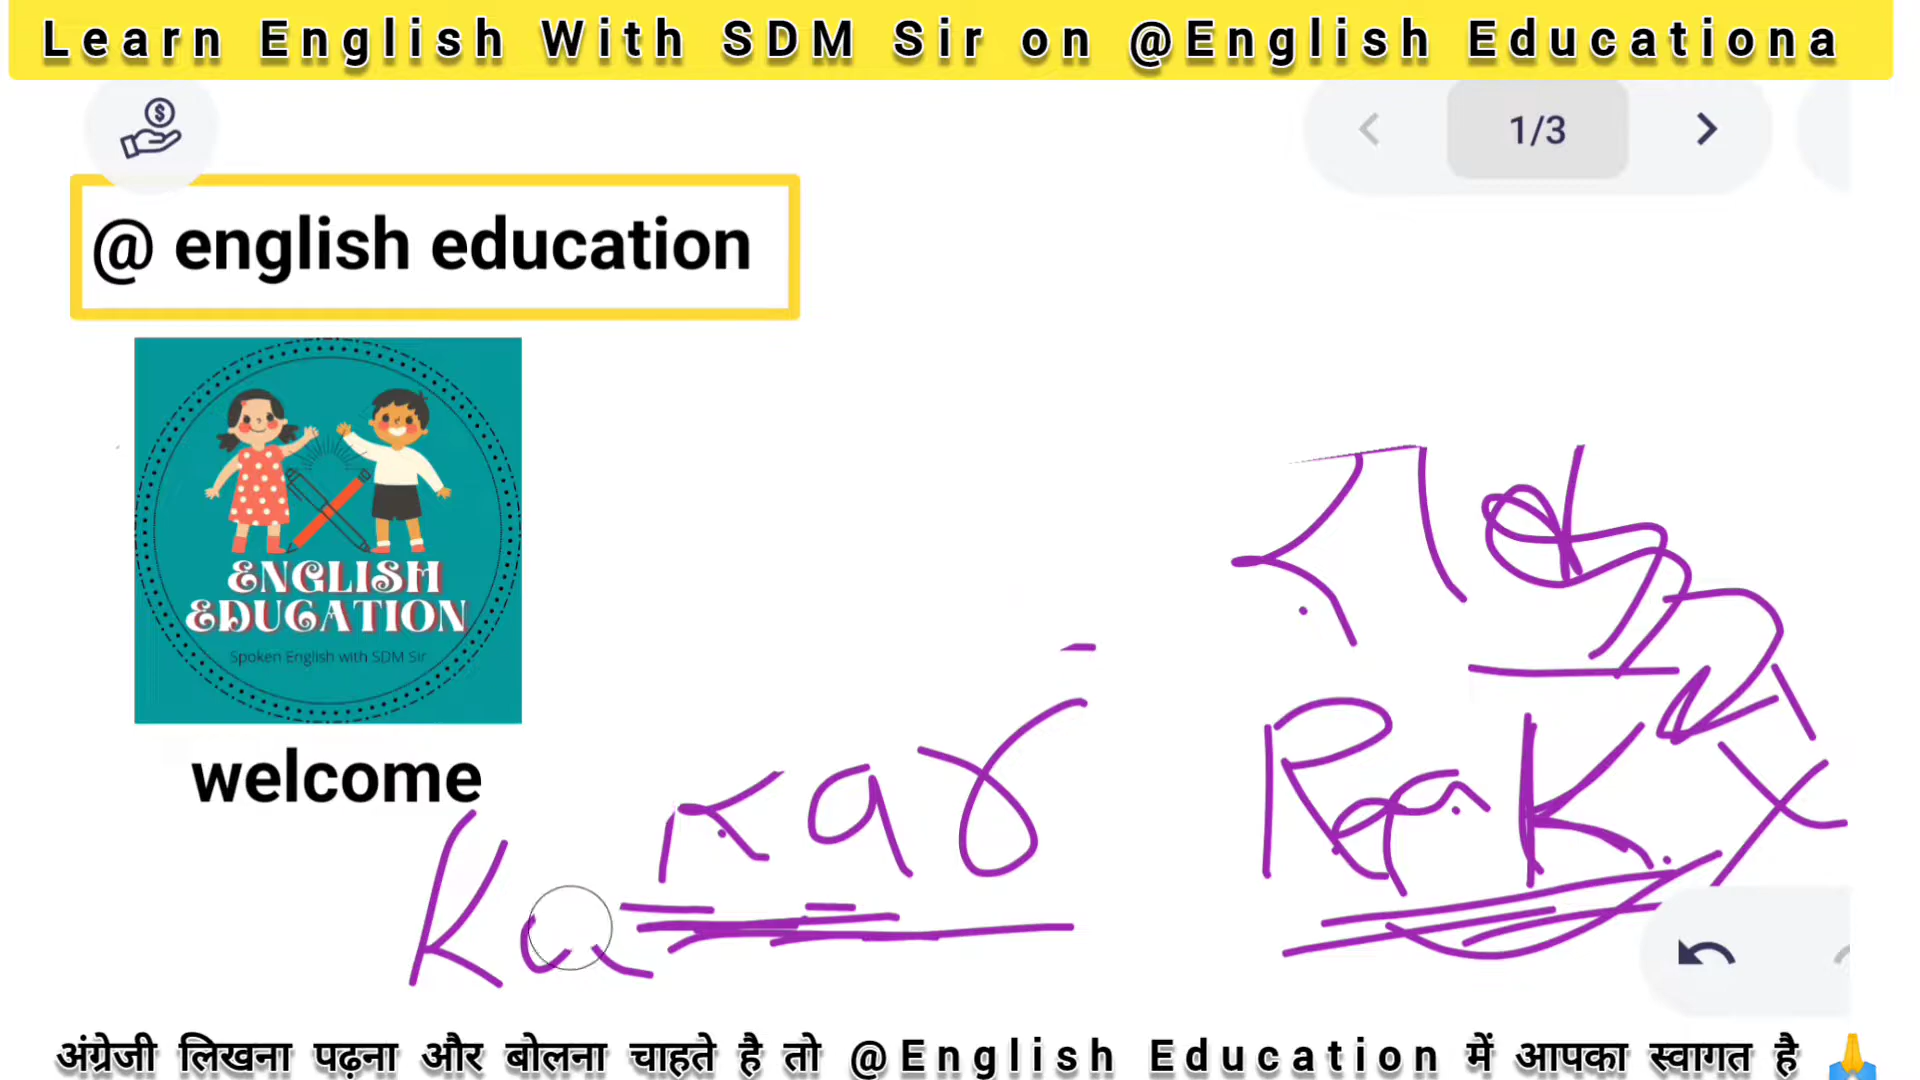 Learn English With SDM Sir on @English Educationa
1/3
@ english education
ENGLISH
EDUCATION
Spoken English with SDM Sir
welcome
अंग्रेजी लिखना पढ़ना और बोलना चाहते है तो @English Education में आपका स्वागत है 🙏